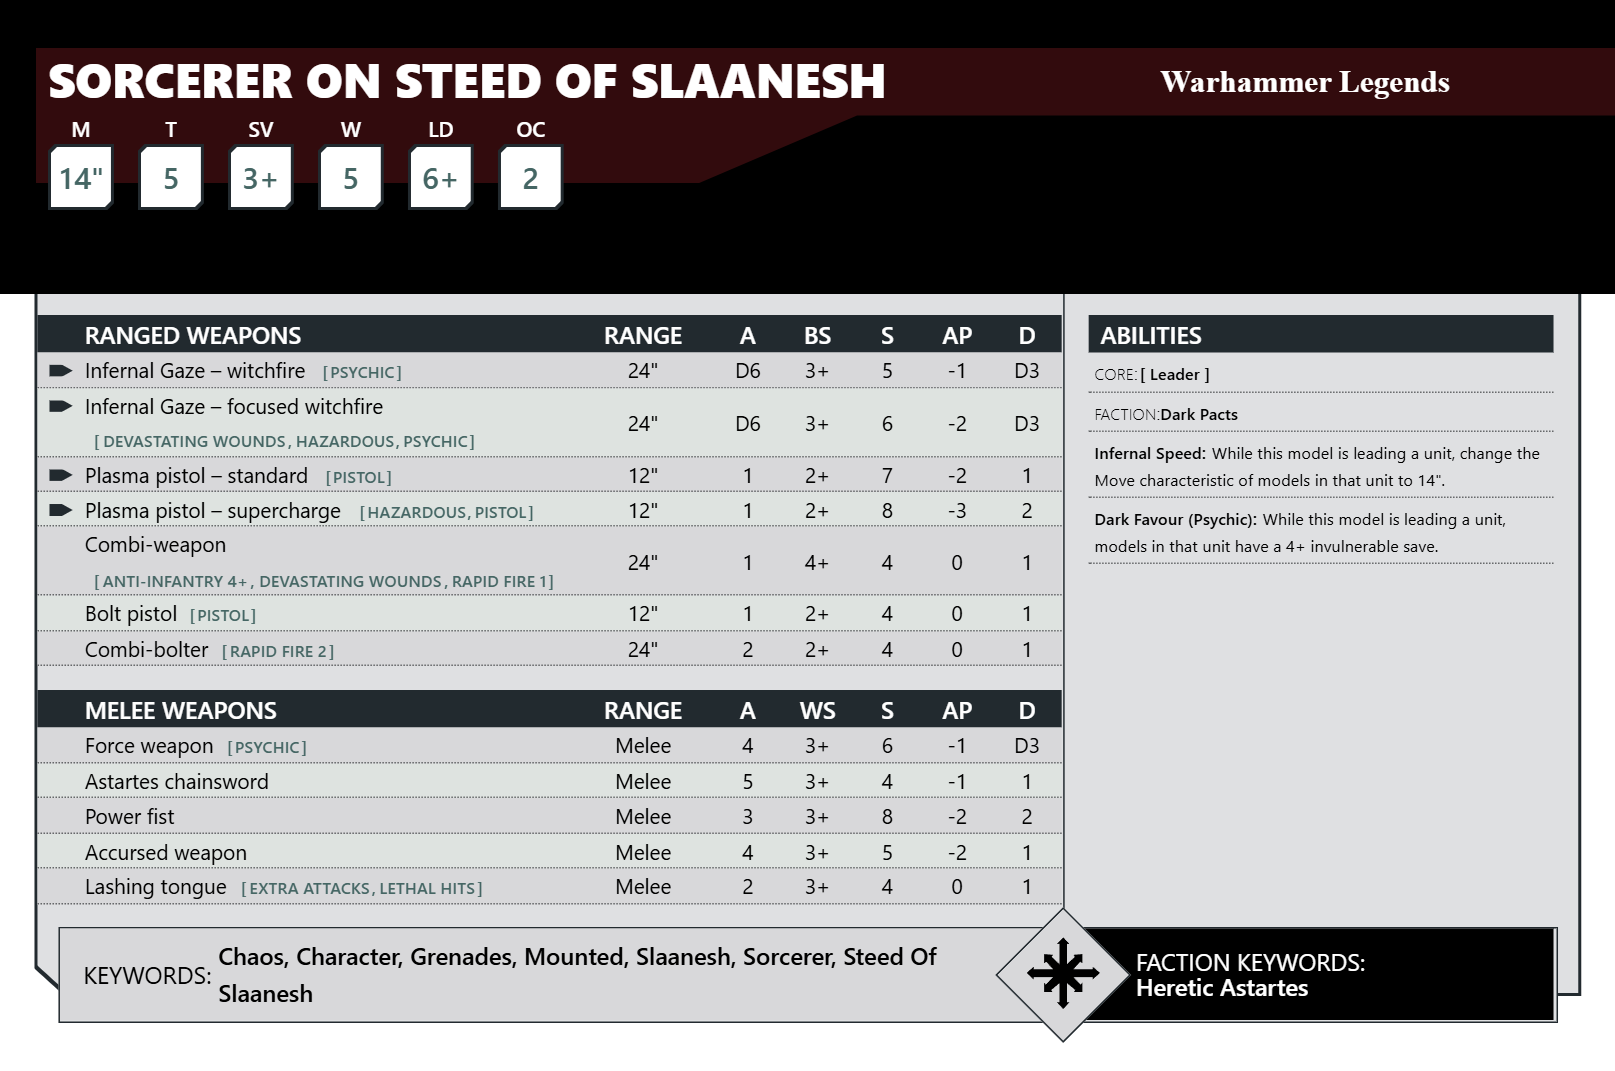 SORCERER ON STEED OF SLAANESH
Warhammer Legends
M T SV W LD OC
14" 5 3+ 5 6+ 2
RANGED WEAPONS RANGE A BS S AP D
Infernal Gaze – witchfire [PSYCHIC] 24" D6 3+ 5 -1 D3
Infernal Gaze – focused witchfire
[DEVASTATING WOUNDS, HAZARDOUS, PSYCHIC] 24" D6 3+ 6 -2 D3
Plasma pistol – standard [PISTOL] 12" 1 2+ 7 -2 1
Plasma pistol – supercharge [HAZARDOUS, PISTOL] 12" 1 2+ 8 -3 2
Combi-weapon
[ANTI-INFANTRY 4+, DEVASTATING WOUNDS, RAPID FIRE 1] 24" 1 4+ 4 0 1
Bolt pistol [PISTOL] 12" 1 2+ 4 0 1
Combi-bolter [RAPID FIRE 2] 24" 2 2+ 4 0 1
MELEE WEAPONS RANGE A WS S AP D
Force weapon [PSYCHIC] Melee 4 3+ 6 -1 D3
Astartes chainsword Melee 5 3+ 4 -1 1
Power fist Melee 3 3+ 8 -2 2
Accursed weapon Melee 4 3+ 5 -2 1
Lashing tongue [EXTRA ATTACKS, LETHAL HITS] Melee 2 3+ 4 0 1
ABILITIES
CORE: [ Leader ]
FACTION: Dark Pacts
Infernal Speed: While this model is leading a unit, change the
Move characteristic of models in that unit to 14".
Dark Favour (Psychic): While this model is leading a unit,
models in that unit have a 4+ invulnerable save.
KEYWORDS: Chaos, Character, Grenades, Mounted, Slaanesh, Sorcerer, Steed Of
Slaanesh
FACTION KEYWORDS:
Heretic Astartes